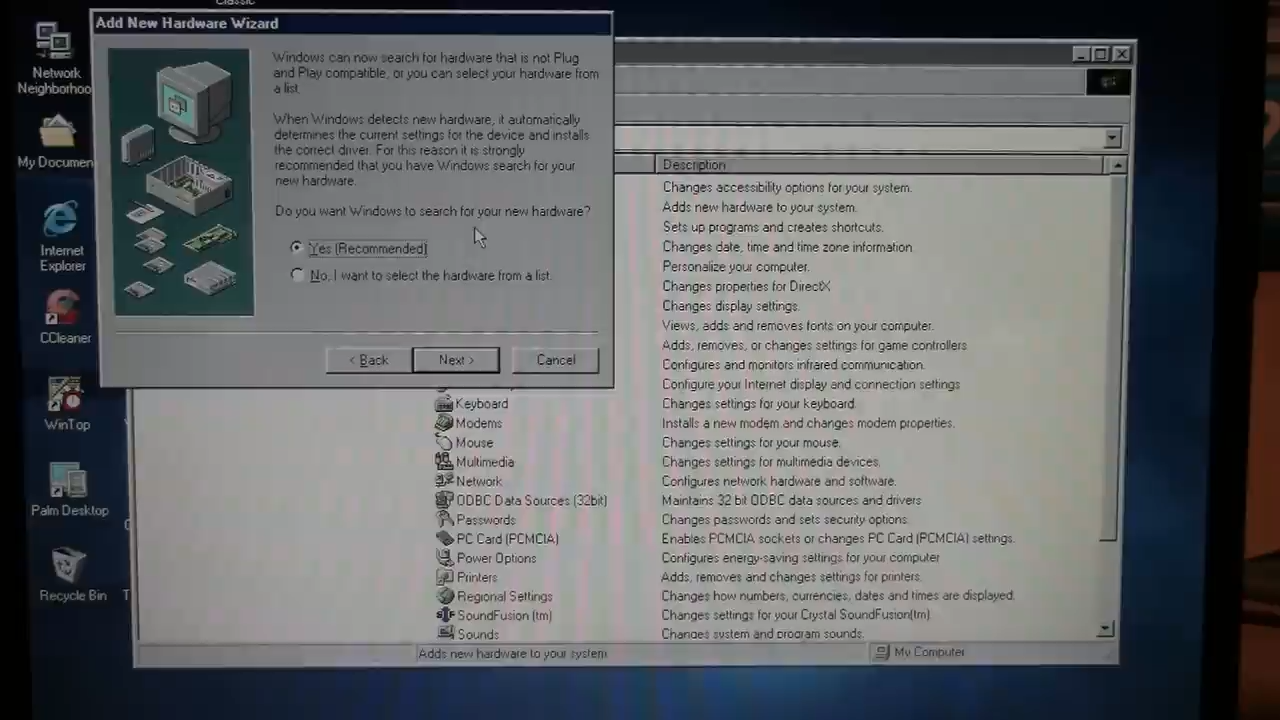 Classic
Network
Neighborhoo
My Documen
Internet
Explorer
CCleaner
WinTop
Palm Desktop
Recycle Bin
Add New Hardware Wizard
Windows can now search for hardware that is not Plug
and Play compatible, or you can select your hardware from
a list.
When Windows detects new hardware, it automatically
determines the current settings for the device and installs
the correct driver. For this reason it is strongly
recommended that you have Windows search for your
new hardware.
Do you want Windows to search for your new hardware?
Yes (Recommended)
No, I want to select the hardware from a list.
< Back
Next >
Cancel
Description
Changes accessibility options for your system.
Adds new hardware to your system.
Sets up programs and creates shortcuts.
Changes date, time and time zone information.
Personalize your computer.
Changes properties for DirectX
Changes display settings.
Views, adds and removes fonts on your computer.
Adds, removes, or changes settings for game controllers
Configures and monitors infrared communication.
Configure your Internet display and connection settings
Keyboard Changes settings for your keyboard.
Modems Installs a new modem and changes modem properties.
Mouse Changes settings for your mouse.
Multimedia Changes settings for multimedia devices.
Network Configures network hardware and software.
ODBC Data Sources (32bit) Maintains 32 bit ODBC data sources and drivers
Passwords Changes passwords and sets security options.
PC Card (PCMCIA) Enables PCMCIA sockets or changes PC Card (PCMCIA) settings.
Power Options Configures energy-saving settings for your computer
Printers Adds, removes and changes settings for printers.
Regional Settings Changes how numbers, currencies, dates and times are displayed.
SoundFusion (tm) Changes settings for your Crystal SoundFusion(tm)
Sounds Changes system and program sounds.
Adds new hardware to your system
My Computer